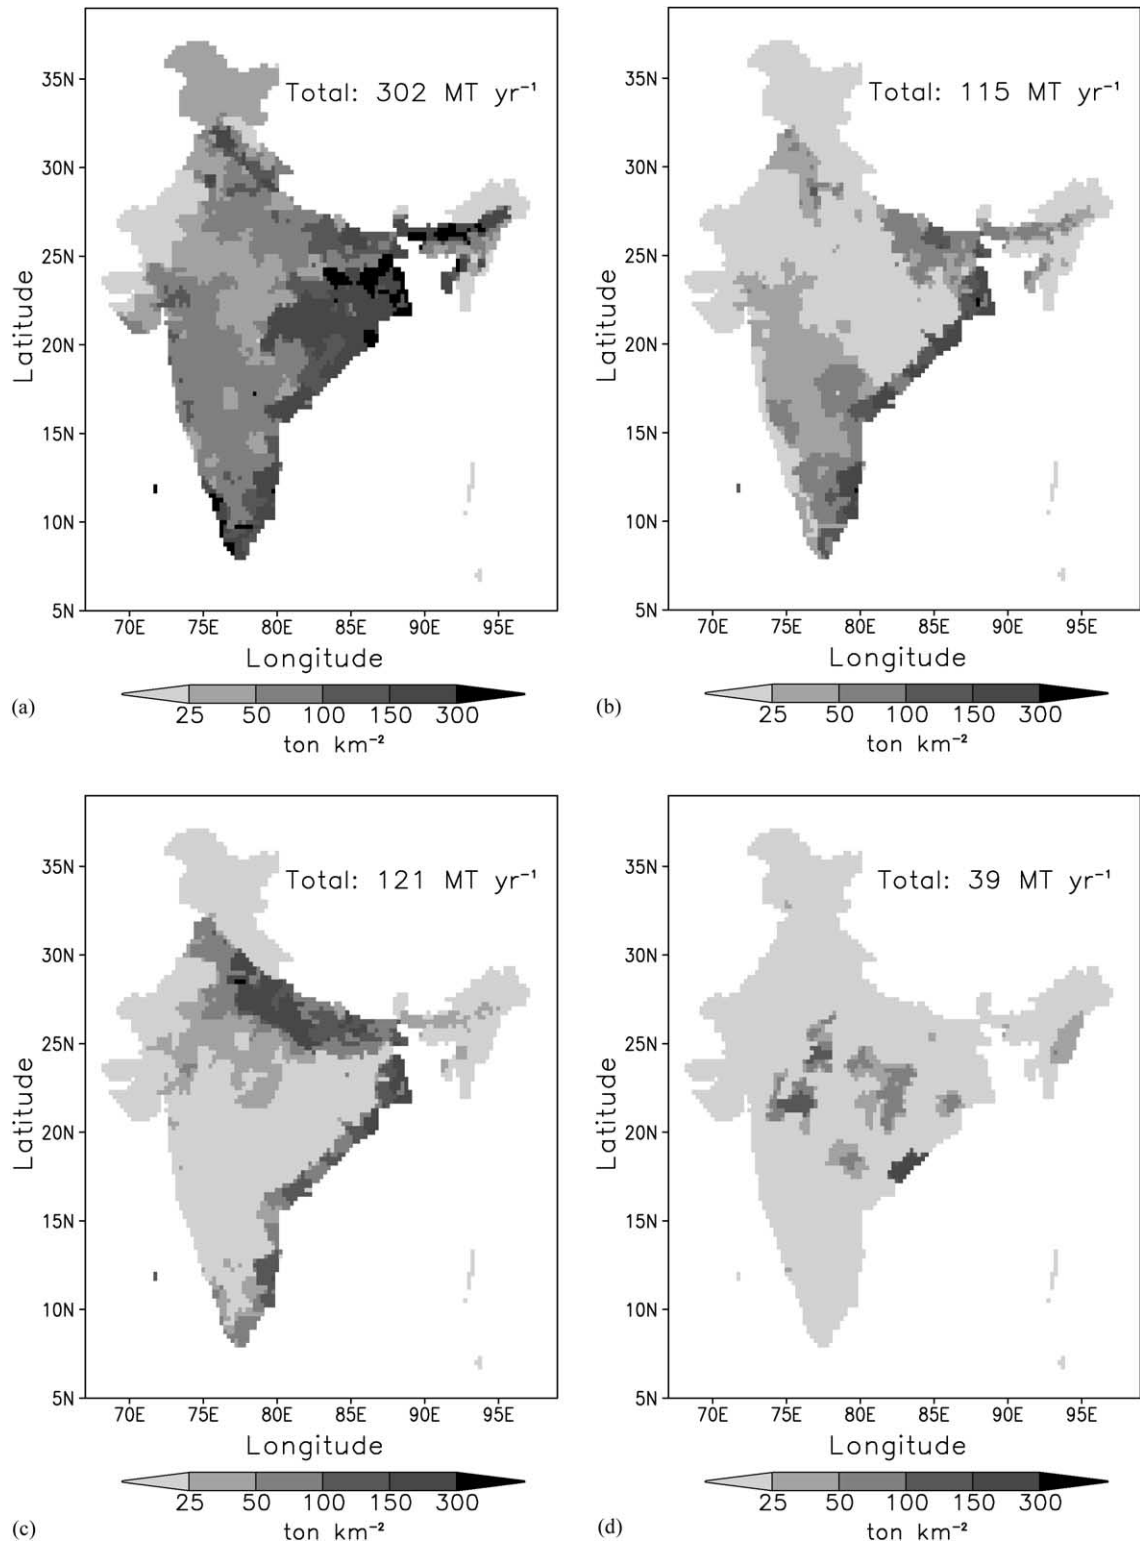 Total: 302 MT yr⁻¹
35N
30N
25N
20N
15N
10N
5N
Latitude
70E 75E 80E 85E 90E 95E
Longitude
25 50 100 150 300
ton km⁻²
(a)
Total: 115 MT yr⁻¹
35N
30N
25N
20N
15N
10N
5N
Latitude
70E 75E 80E 85E 90E 95E
Longitude
25 50 100 150 300
ton km⁻²
(b)
Total: 121 MT yr⁻¹
35N
30N
25N
20N
15N
10N
5N
Latitude
70E 75E 80E 85E 90E 95E
Longitude
25 50 100 150 300
ton km⁻²
(c)
Total: 39 MT yr⁻¹
35N
30N
25N
20N
15N
10N
5N
Latitude
70E 75E 80E 85E 90E 95E
Longitude
25 50 100 150 300
ton km⁻²
(d)